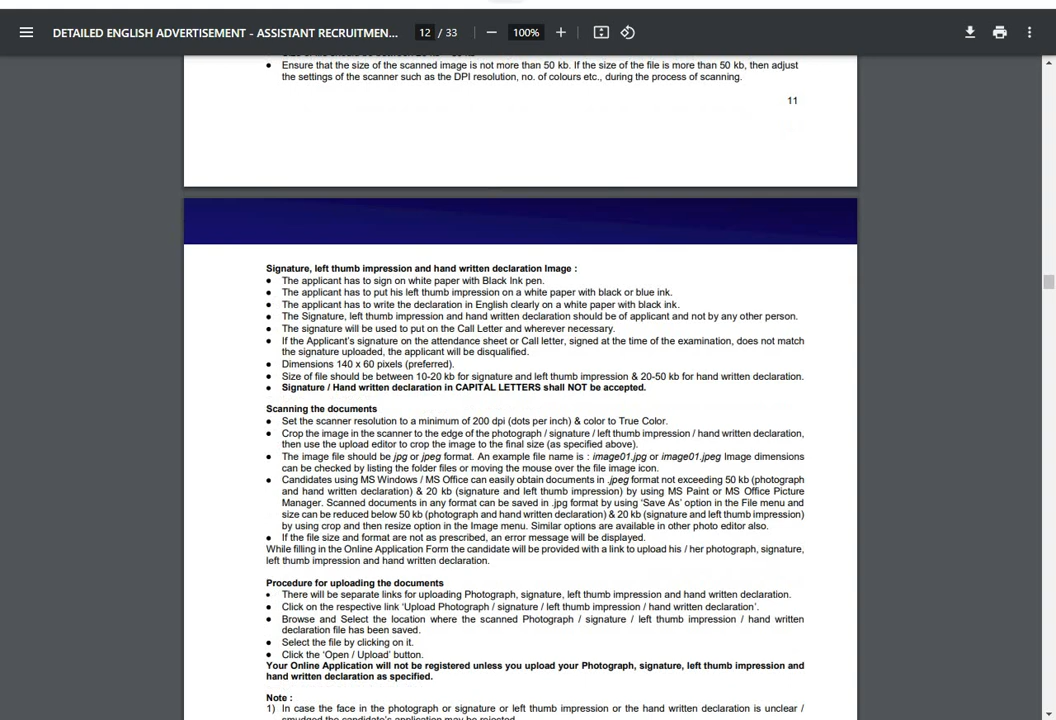 DETAILED ENGLISH ADVERTISEMENT - ASSISTANT RECRUITMEN... 12 / 33 — 100% +
● Ensure that the size of the scanned image is not more than 50 kb. If the size of the file is more than 50 kb, then adjust
the settings of the scanner such as the DPI resolution, no. of colours etc., during the process of scanning.
11
Signature, left thumb impression and hand written declaration Image :
● The applicant has to sign on white paper with Black Ink pen.
● The applicant has to put his left thumb impression on a white paper with black or blue ink.
● The applicant has to write the declaration in English clearly on a white paper with black ink.
● The Signature, left thumb impression and hand written declaration should be of applicant and not by any other person.
● The signature will be used to put on the Call Letter and wherever necessary.
● If the Applicant's signature on the attendance sheet or Call letter, signed at the time of the examination, does not match
the signature uploaded, the applicant will be disqualified.
● Dimensions 140 x 60 pixels (preferred).
● Size of file should be between 10-20 kb for signature and left thumb impression & 20-50 kb for hand written declaration.
● Signature / Hand written declaration in CAPITAL LETTERS shall NOT be accepted.
Scanning the documents
● Set the scanner resolution to a minimum of 200 dpi (dots per inch) & color to True Color.
● Crop the image in the scanner to the edge of the photograph / signature / left thumb impression / hand written declaration,
then use the upload editor to crop the image to the final size (as specified above).
● The image file should be jpg or jpeg format. An example file name is : image01.jpg or image01.jpeg Image dimensions
can be checked by listing the folder files or moving the mouse over the file image icon.
● Candidates using MS Windows / MS Office can easily obtain documents in .jpeg format not exceeding 50 kb (photograph
and hand written declaration) & 20 kb (signature and left thumb impression) by using MS Paint or MS Office Picture
Manager. Scanned documents in any format can be saved in .jpg format by using 'Save As' option in the File menu and
size can be reduced below 50 kb (photograph and hand written declaration) & 20 kb (signature and left thumb impression)
by using crop and then resize option in the Image menu. Similar options are available in other photo editor also.
● If the file size and format are not as prescribed, an error message will be displayed.
While filling in the Online Application Form the candidate will be provided with a link to upload his / her photograph, signature,
left thumb impression and hand written declaration.
Procedure for uploading the documents
● There will be separate links for uploading Photograph, signature, left thumb impression and hand written declaration.
● Click on the respective link 'Upload Photograph / signature / left thumb impression / hand written declaration'.
● Browse and Select the location where the scanned Photograph / signature / left thumb impression / hand written
declaration file has been saved.
● Select the file by clicking on it.
● Click the 'Open / Upload' button.
Your Online Application will not be registered unless you upload your Photograph, signature, left thumb impression and
hand written declaration as specified.
Note :
1) In case the face in the photograph or signature or left thumb impression or the hand written declaration is unclear /
smudged the candidate's application may be rejected.